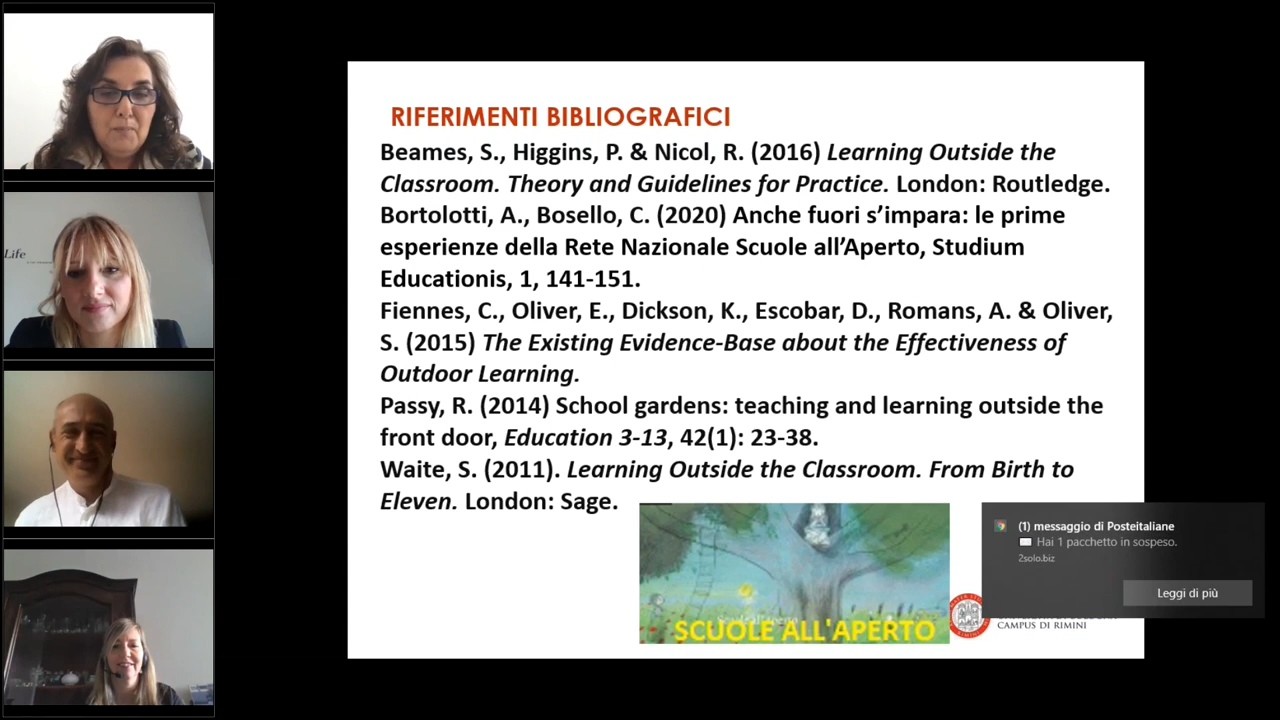 Life
RIFERIMENTI BIBLIOGRAFICI
Beames, S., Higgins, P. & Nicol, R. (2016) Learning Outside the
Classroom. Theory and Guidelines for Practice. London: Routledge.
Bortolotti, A., Bosello, C. (2020) Anche fuori s’impara: le prime
esperienze della Rete Nazionale Scuole all’Aperto, Studium
Educationis, 1, 141-151.
Fiennes, C., Oliver, E., Dickson, K., Escobar, D., Romans, A. & Oliver,
S. (2015) The Existing Evidence-Base about the Effectiveness of
Outdoor Learning.
Passy, R. (2014) School gardens: teaching and learning outside the
front door, Education 3-13, 42(1): 23-38.
Waite, S. (2011). Learning Outside the Classroom. From Birth to
Eleven. London: Sage.
SCUOLE ALL'APERTO
(1) messaggio di Posteitaliane
Hai 1 pacchetto in sospeso.
2solo.biz
Leggi di più
CAMPUS DI RIMINI